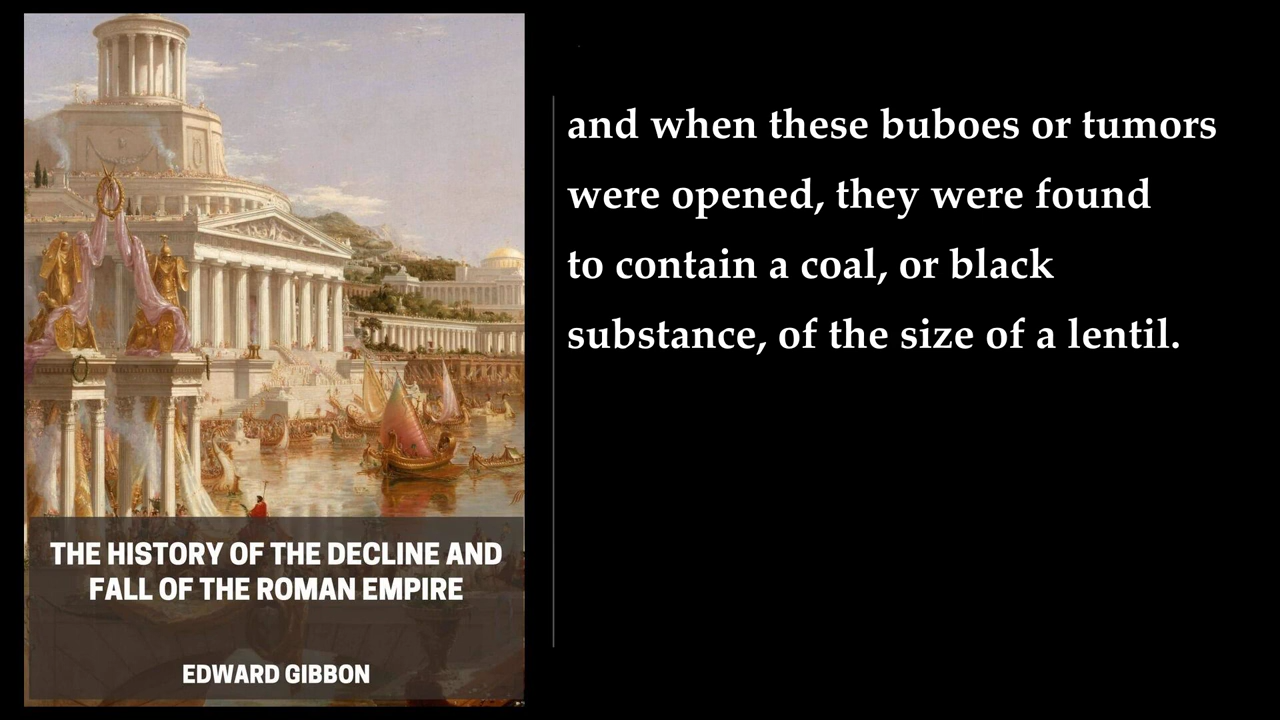 THE HISTORY OF THE DECLINE AND
FALL OF THE ROMAN EMPIRE
EDWARD GIBBON
and when these buboes or tumors
were opened, they were found
to contain a coal, or black
substance, of the size of a lentil.